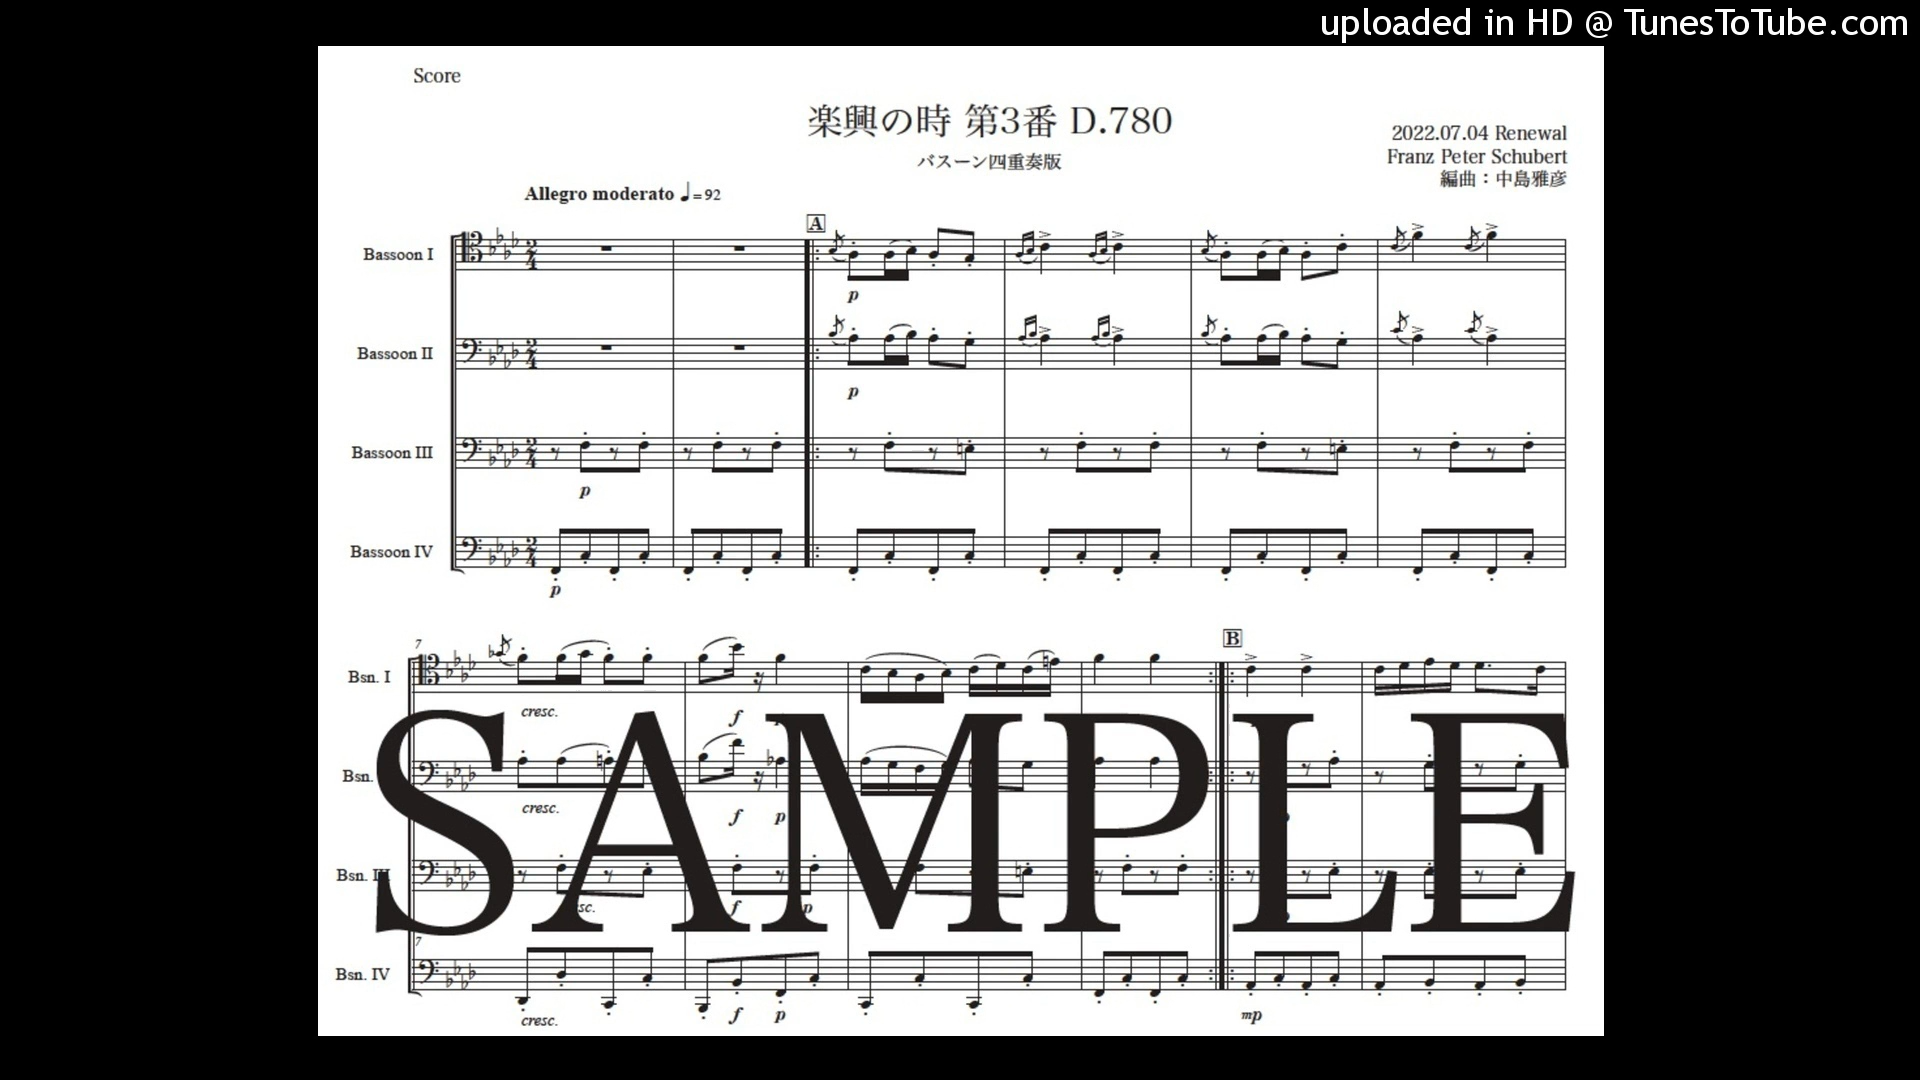 uploaded in HD @ TunesToTube.com
Score
楽興の時 第3番 D.780
バスーン四重奏版
2022.07.04 Renewal
Franz Peter Schubert
編曲：中島雅彦
Allegro moderato ♩=92
A
Bassoon I
p
Bassoon II
p
Bassoon III
p
Bassoon IV
p
7
B
Bsn. I
cresc.
f
SAMPLE
Bsn.
cresc.
f p
Bsn. III
f p
7
Bsn. IV
cresc.
f p
mp